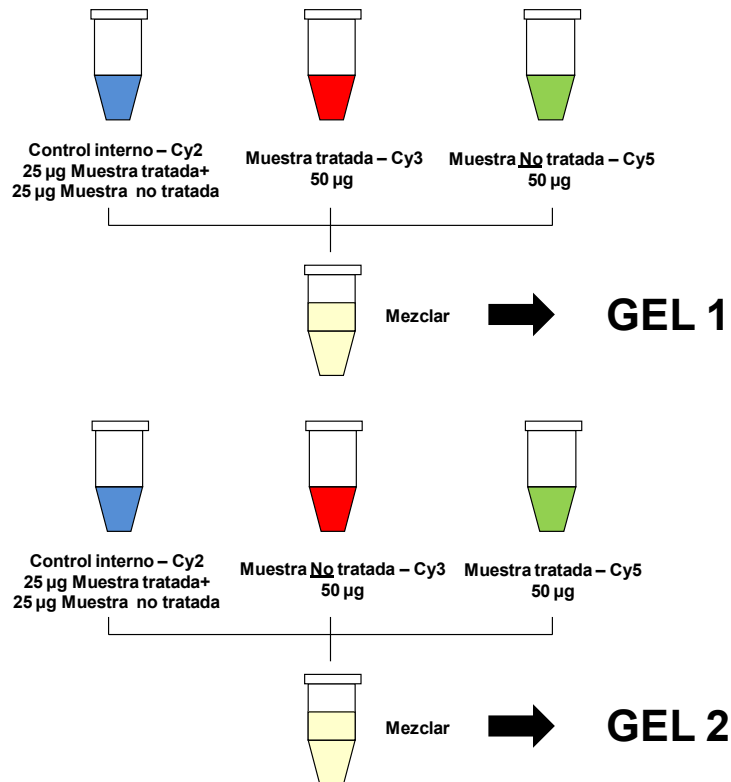 Control interno – Cy2
25 µg Muestra tratada+
25 µg Muestra no tratada
Muestra tratada – Cy3
50 µg
Muestra No tratada – Cy5
50 µg
Mezclar
GEL 1
Control interno – Cy2
25 µg Muestra tratada+
25 µg Muestra no tratada
Muestra No tratada – Cy3
50 µg
Muestra tratada – Cy5
50 µg
Mezclar
GEL 2